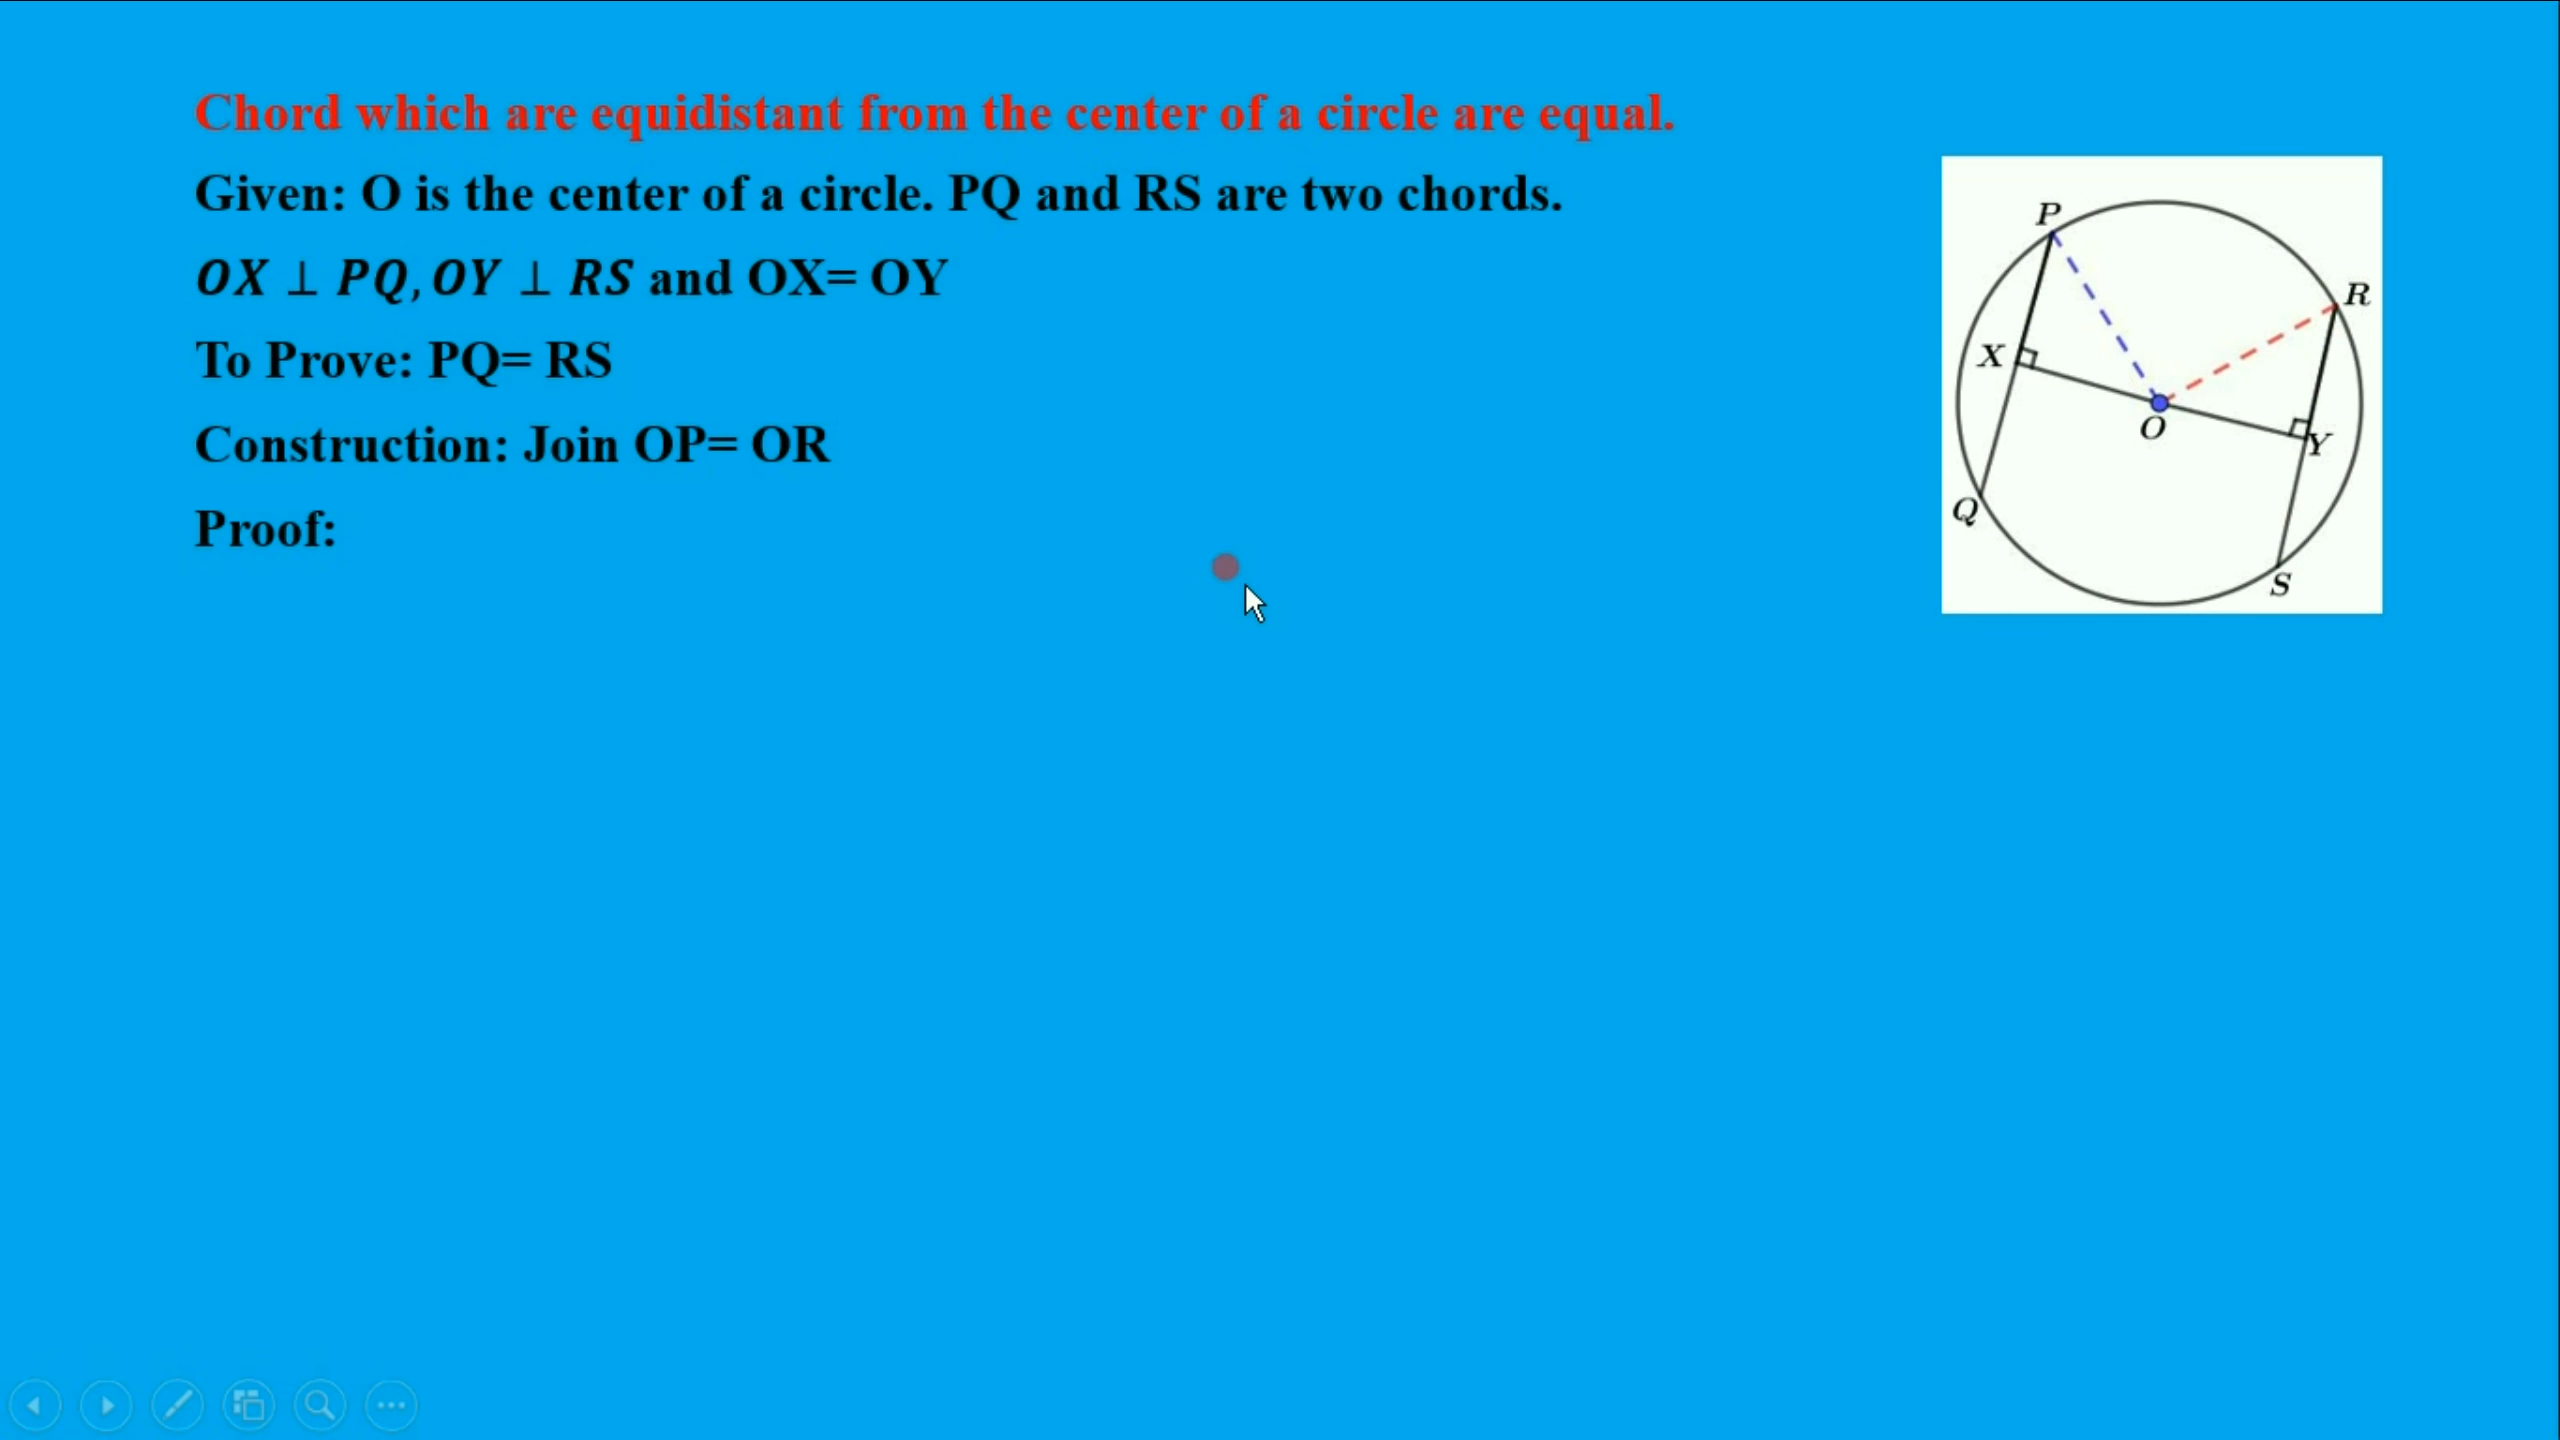 Chord which are equidistant from the center of a circle are equal.
Given: O is the center of a circle. PQ and RS are two chords.
OX ⊥ PQ, OY ⊥ RS and OX= OY
To Prove: PQ= RS
Construction: Join OP= OR
Proof:
P
R
X
O
Y
Q
S